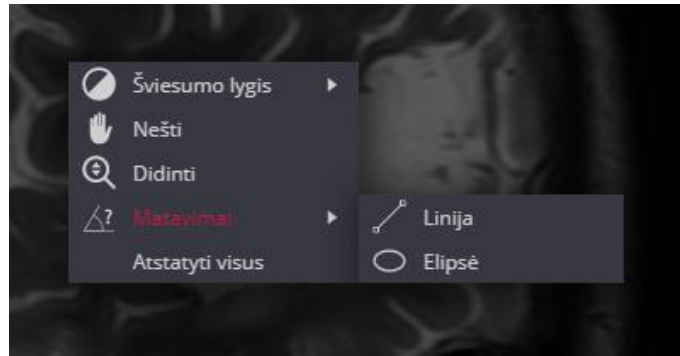 Šviesumo lygis
Nešti
Didinti
Matavimai
Linija
Elipsė
Atstatyti visus